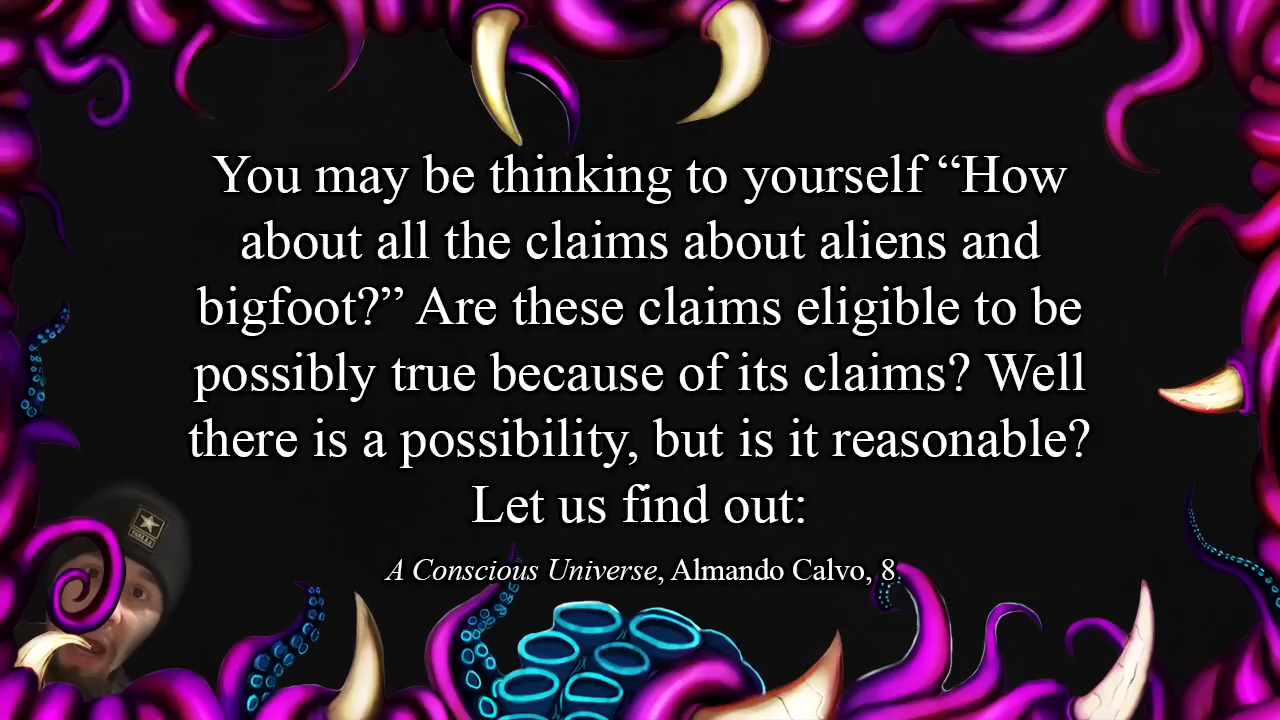 You may be thinking to yourself “How
about all the claims about aliens and
bigfoot?” Are these claims eligible to be
possibly true because of its claims? Well
there is a possibility, but is it reasonable?
Let us find out:
A Conscious Universe, Almando Calvo, 8